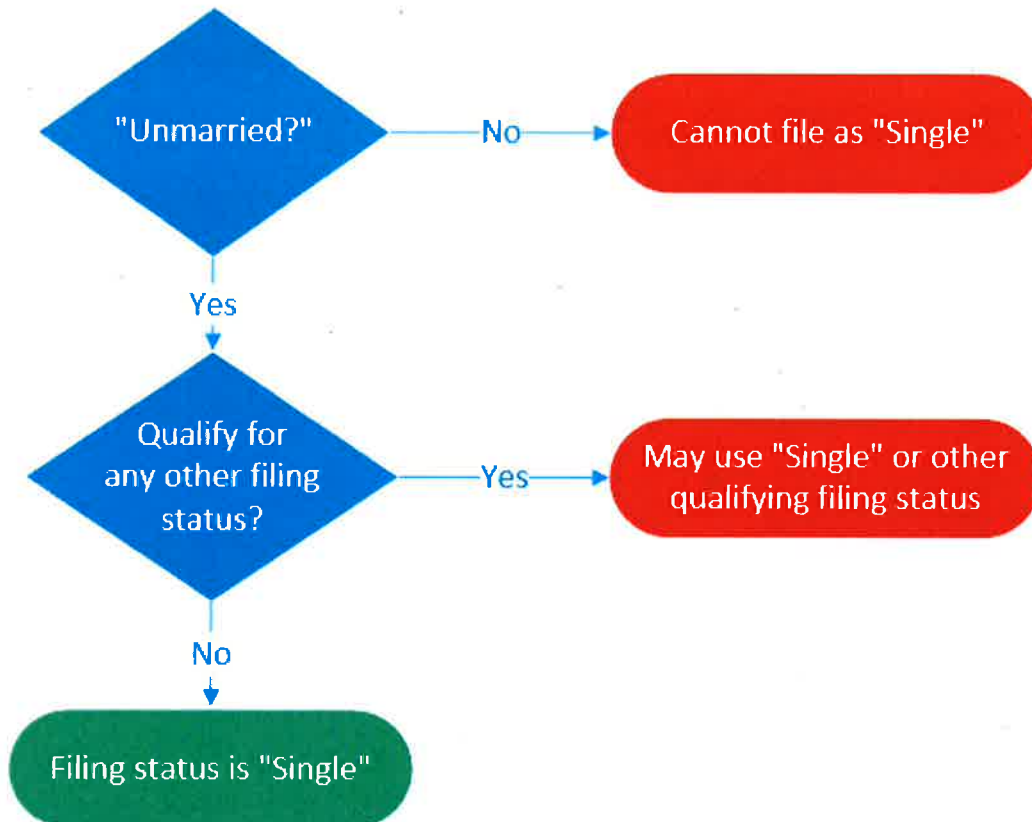 "Unmarried?"
No
Cannot file as "Single"
Yes
Qualify for
any other filing
status?
Yes
May use "Single" or other
qualifying filing status
No
Filing status is "Single"